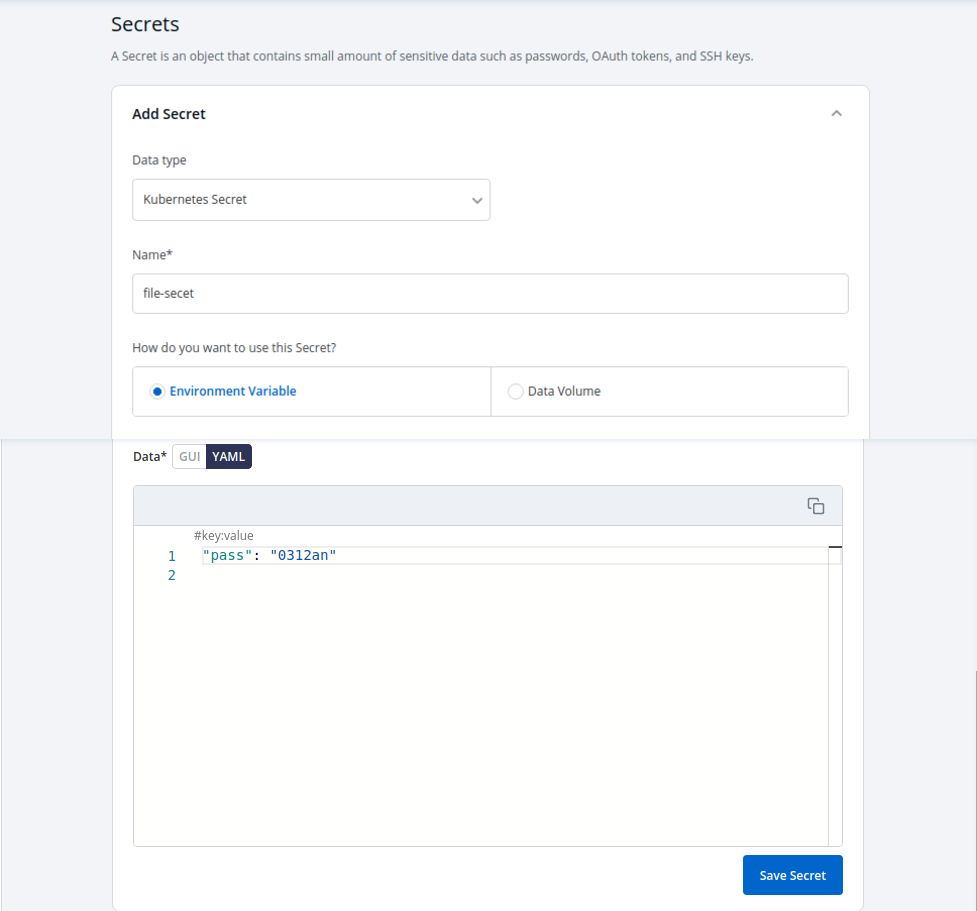 Secrets
A Secret is an object that contains small amount of sensitive data such as passwords, OAuth tokens, and SSH keys.
Add Secret
Data type
Kubernetes Secret
Name*
file-secet
How do you want to use this Secret?
Environment Variable Data Volume
Data* GUI YAML
#key:value
1 "pass": "0312an"
2
Save Secret